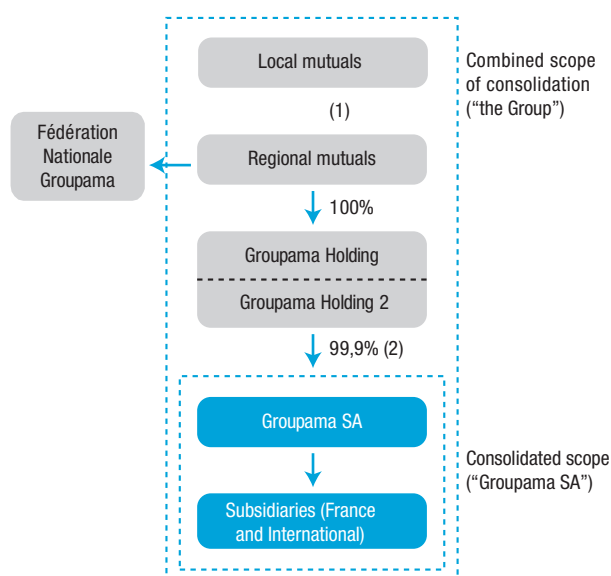 Local mutuals
Combined scope
of consolidation
(“the Group”)
(1)
Fédération
Nationale
Groupama
Regional mutuals
100%
Groupama Holding
Groupama Holding 2
99,9% (2)
Groupama SA
Consolidated scope
(“Groupama SA”)
Subsidiaries (France
and International)